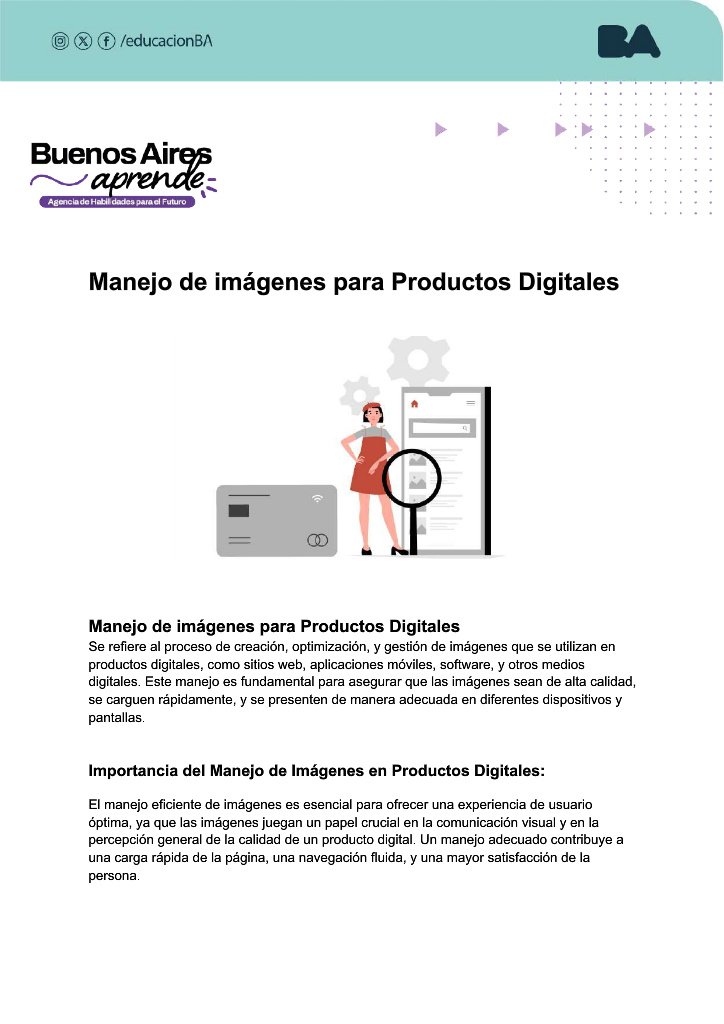 /educacionBA
BA
Buenos Aires
aprende
Agencia de Habilidades para el Futuro
Manejo de imágenes para Productos Digitales
Manejo de imágenes para Productos Digitales
Se refiere al proceso de creación, optimización, y gestión de imágenes que se utilizan en
productos digitales, como sitios web, aplicaciones móviles, software, y otros medios
digitales. Este manejo es fundamental para asegurar que las imágenes sean de alta calidad,
se carguen rápidamente, y se presenten de manera adecuada en diferentes dispositivos y
pantallas.
Importancia del Manejo de Imágenes en Productos Digitales:
El manejo eficiente de imágenes es esencial para ofrecer una experiencia de usuario
óptima, ya que las imágenes juegan un papel crucial en la comunicación visual y en la
percepción general de la calidad de un producto digital. Un manejo adecuado contribuye a
una carga rápida de la página, una navegación fluida, y una mayor satisfacción de la
persona.